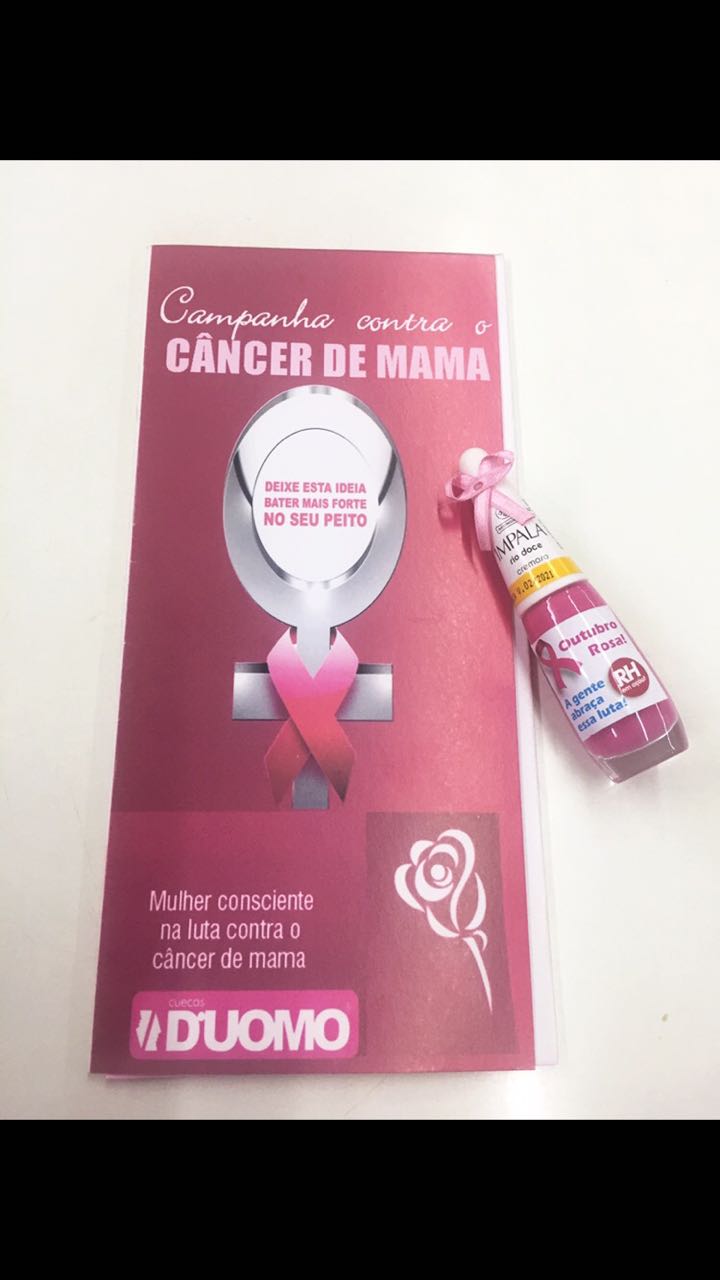 Campanha contra o
CÂNCER DE MAMA
DEIXE ESTA IDEIA
BATER MAIS FORTE
NO SEU PEITO
Mulher consciente
na luta contra o
câncer de mama
cuecas
D'UOMO
IMPALA
rio doce
cremoso
.02/2021
Outubro
Rosa!
RH
A gente
abraça
essa luta!